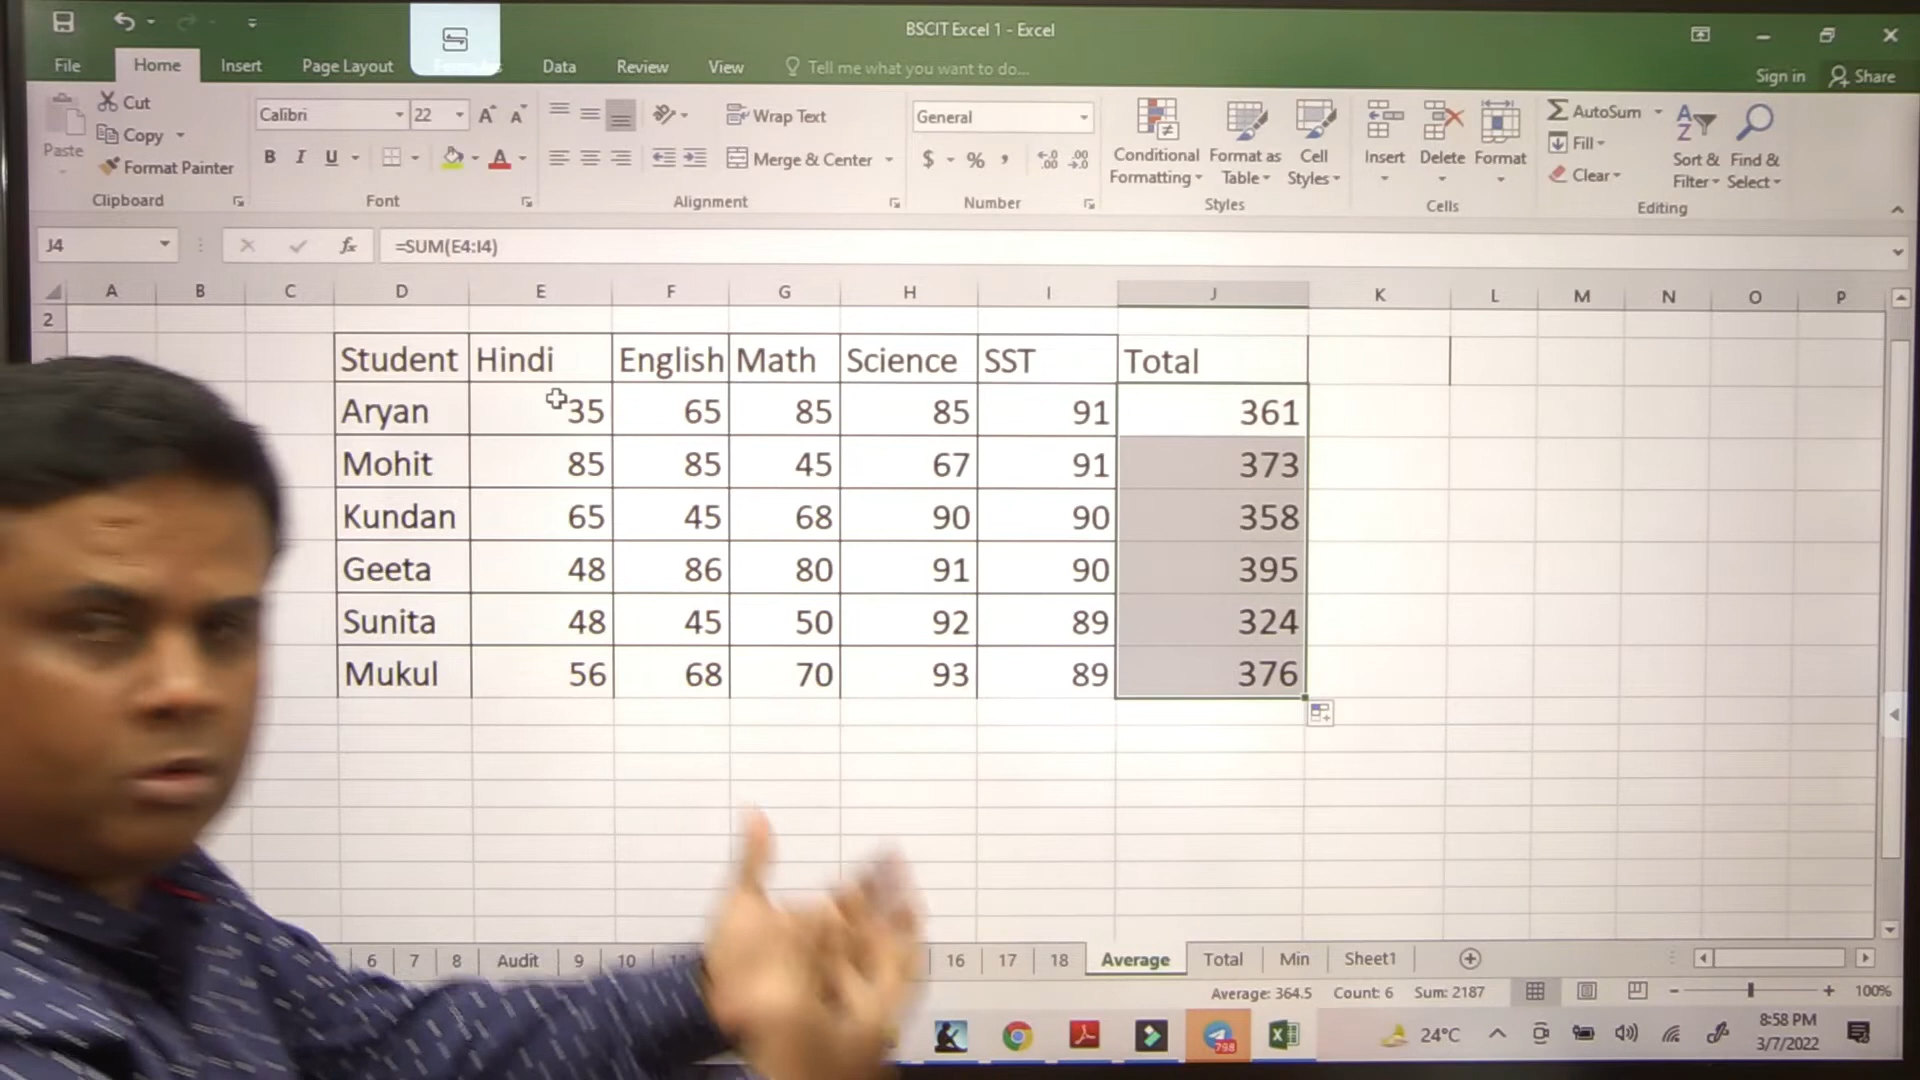 BSCIT Excel 1 - Excel
File Home Insert Page Layout Formulas Data Review View Tell me what you want to do...
Sign in Share
Cut
Copy
Format Painter
Paste
Clipboard
Calibri 22
B I U
Font
Wrap Text
Merge & Center
Alignment
General
$ % ,
Number
Conditional Formatting
Format as Table
Cell Styles
Styles
Insert Delete Format
Cells
AutoSum
Fill
Clear
Sort & Filter
Find & Select
Editing
J4 fx =SUM(E4:I4)
A B C D E F G H I J K L M N O P
2
Student Hindi English Math Science SST Total
Aryan 35 65 85 85 91 361
Mohit 85 85 45 67 91 373
Kundan 65 45 68 90 90 358
Geeta 48 86 80 91 90 395
Sunita 48 45 50 92 89 324
Mukul 56 68 70 93 89 376
6 7 8 Audit 9 10 16 17 18 Average Total Min Sheet1
Average: 364.5 Count: 6 Sum: 2187 100%
798
24°C
8:58 PM
3/7/2022